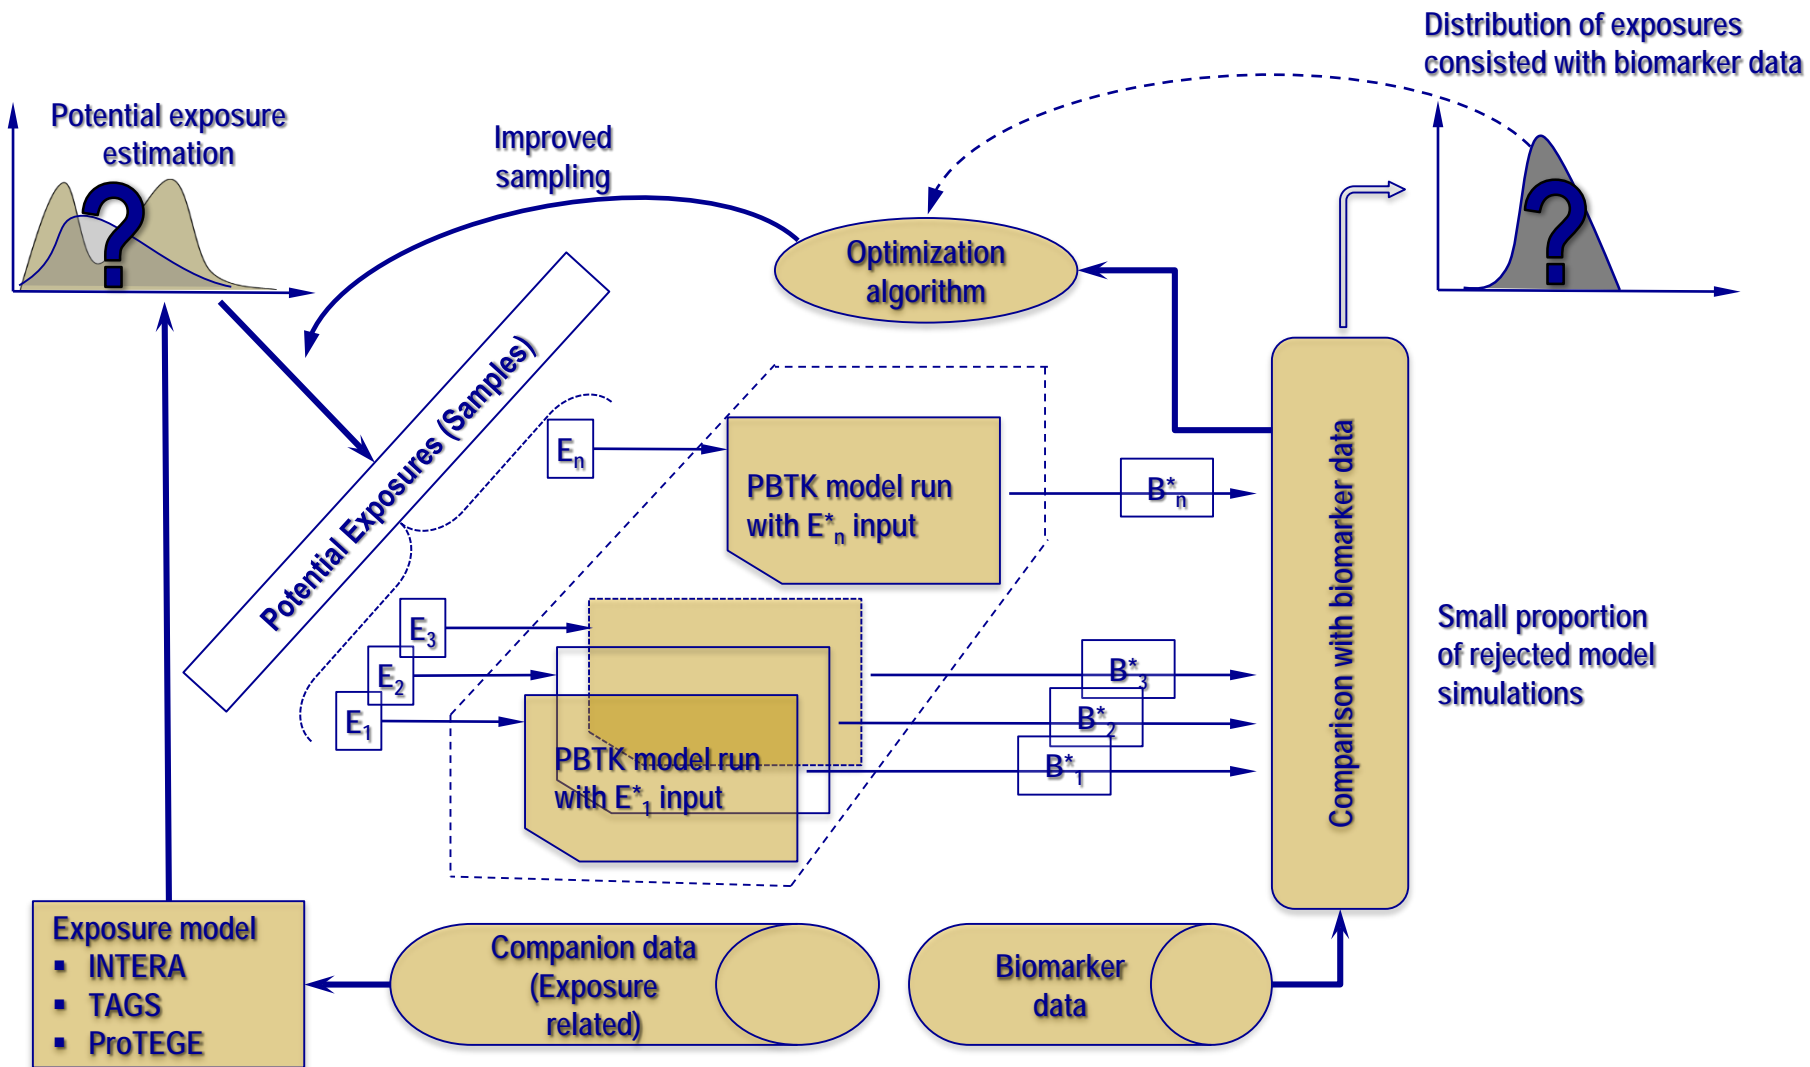 Distribution of exposures
consisted with biomarker data
Potential exposure
estimation
?
Improved
sampling
?
Optimization
algorithm
Potential Exposures (Samples)
Eₙ
PBTK model run
with E*ₙ input
B*ₙ
Comparison with biomarker data
E₃
E₂
E₁
B*₃
B*₂
B*₁
Small proportion
of rejected model
simulations
PBTK model run
with E*₁ input
Exposure model
▪ INTERA
▪ TAGS
▪ ProTEGE
Companion data
(Exposure
related)
Biomarker
data